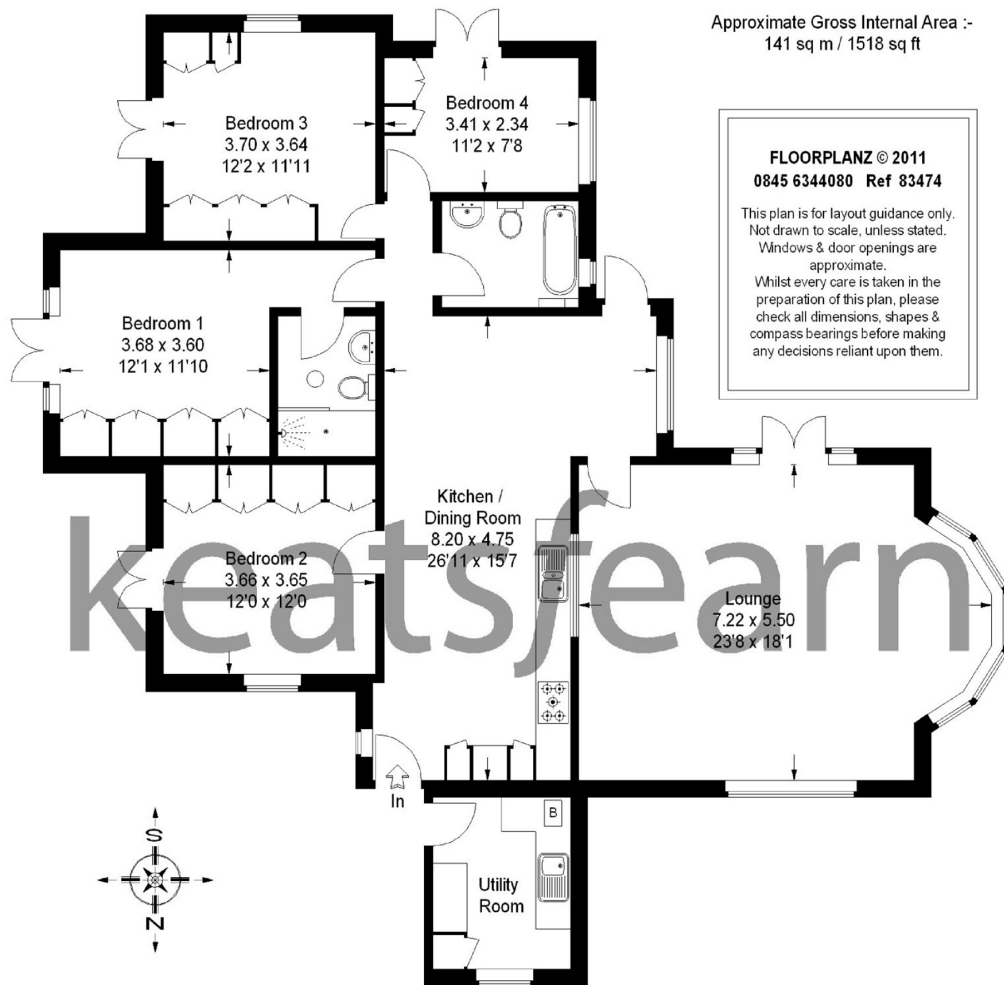 Approximate Gross Internal Area :-
141 sq m / 1518 sq ft
FLOORPLANZ © 2011
0845 6344080 Ref 83474
This plan is for layout guidance only.
Not drawn to scale, unless stated.
Windows & door openings are
approximate.
Whilst every care is taken in the
preparation of this plan, please
check all dimensions, shapes &
compass bearings before making
any decisions reliant upon them.
Bedroom 3
3.70 x 3.64
12'2 x 11'11
Bedroom 4
3.41 x 2.34
11'2 x 7'8
Bedroom 1
3.68 x 3.60
12'1 x 11'10
Kitchen /
Dining Room
8.20 x 4.75
26'11 x 15'7
Bedroom 2
3.66 x 3.65
12'0 x 12'0
Lounge
7.22 x 5.50
23'8 x 18'1
keatsfearn
In
B
Utility
Room
S
N